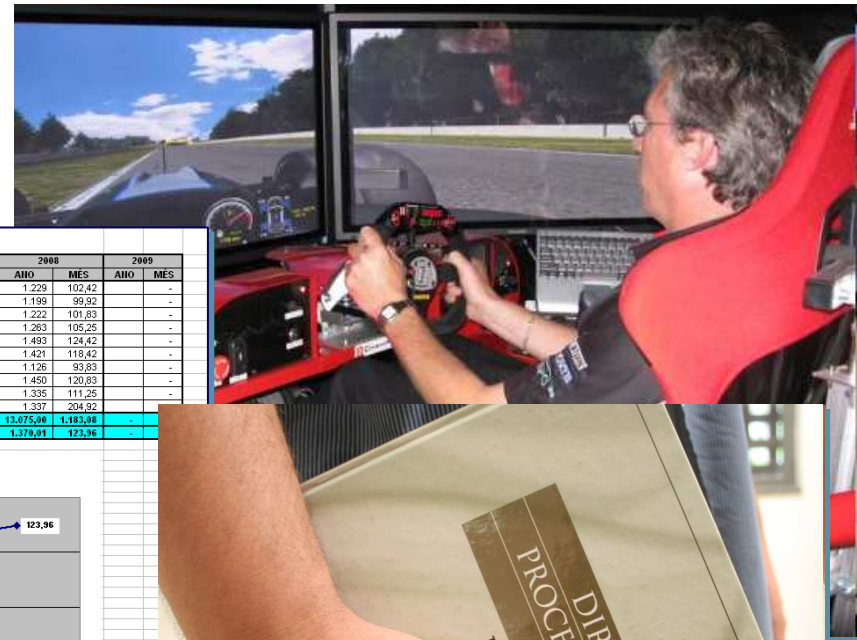 2008 2009
ANO MÊS ANO MÊS
1.229 102,42 -
1.199 99,92 -
1.222 101,83 -
1.263 105,25 -
1.493 124,42 -
1.421 118,42 -
1.126 93,83 -
1.450 120,83 -
1.335 111,25 -
1.337 204,92 -
13.075,00 1.183,08 -
1.370,01 123,96 -
123,96
DIR
PROCE